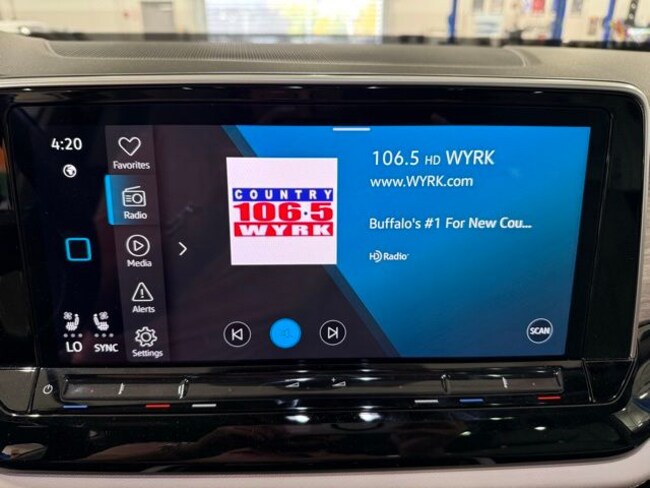 4:20
Favorites
Radio
Media
Alerts
Settings
LO
SYNC
COUNTRY
106.5
WYRK
106.5 HD WYRK
www.WYRK.com
Buffalo's #1 For New Cou...
HD Radio
SCAN